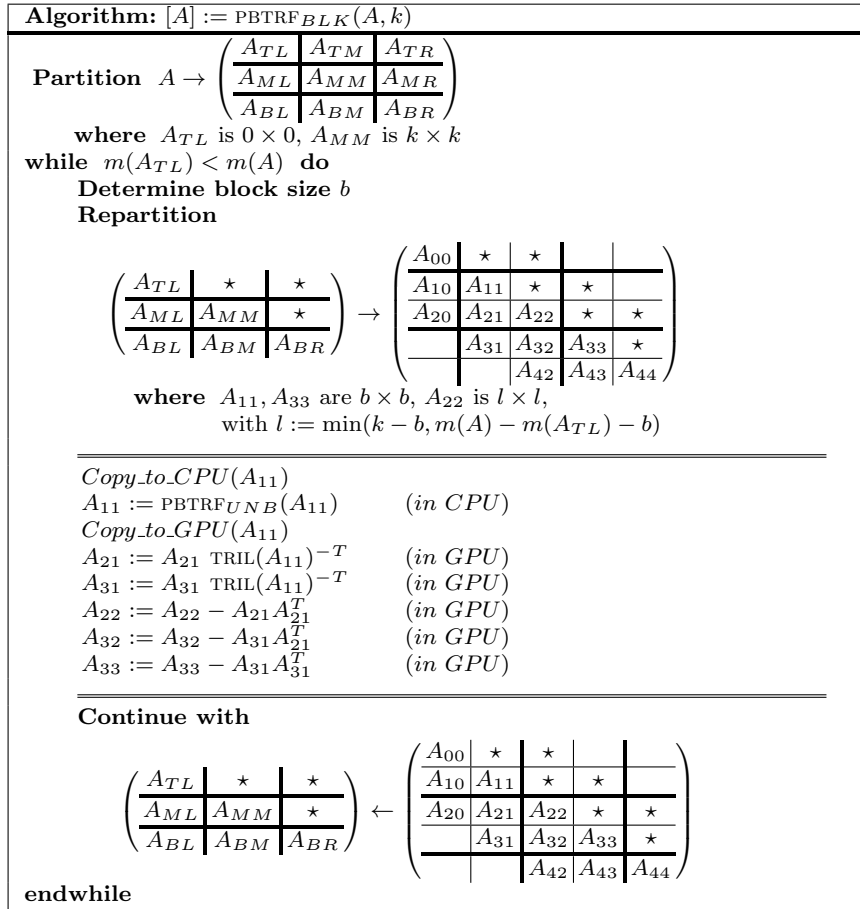 Algorithm: [A] := PBTRF_BLK(A, k)
Partition A → ( A_TL A_TM A_TR
A_ML A_MM A_MR
A_BL A_BM A_BR )
where A_TL is 0 × 0, A_MM is k × k
while m(A_TL) < m(A) do
Determine block size b
Repartition
( A_TL ⋆ ⋆
A_ML A_MM ⋆
A_BL A_BM A_BR )
→
( A_00 ⋆ ⋆
A_10 A_11 ⋆ ⋆
A_20 A_21 A_22 ⋆ ⋆
A_31 A_32 A_33 ⋆
A_42 A_43 A_44 )
where A_11, A_33 are b × b, A_22 is l × l,
with l := min(k − b, m(A) − m(A_TL) − b)
Copy_to_CPU(A_11)
A_11 := PBTRF_UNB(A_11) (in CPU)
Copy_to_GPU(A_11)
A_21 := A_21 TRIL(A_11)^−T (in GPU)
A_31 := A_31 TRIL(A_11)^−T (in GPU)
A_22 := A_22 − A_21 A_21^T (in GPU)
A_32 := A_32 − A_31 A_21^T (in GPU)
A_33 := A_33 − A_31 A_31^T (in GPU)
Continue with
( A_TL ⋆ ⋆
A_ML A_MM ⋆
A_BL A_BM A_BR )
←
( A_00 ⋆ ⋆
A_10 A_11 ⋆ ⋆
A_20 A_21 A_22 ⋆ ⋆
A_31 A_32 A_33 ⋆
A_42 A_43 A_44 )
endwhile